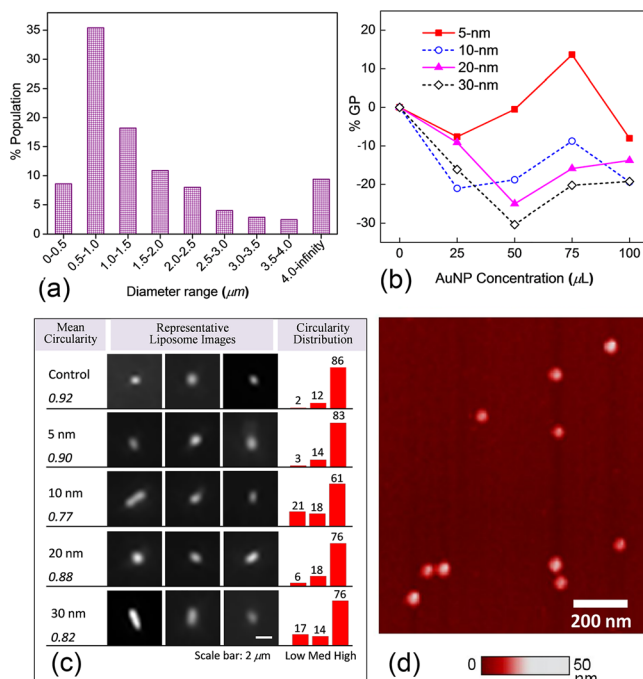 35
30
25
20
15
10
5
0
% Population
0-0.5
0.5-1.0
1.0-1.5
1.5-2.0
2.0-2.5
2.5-3.0
3.0-3.5
3.5-4.0
4.0-infinity
Diameter range (μm)
(a)
20
10
0
-10
-20
-30
% GP
5-nm
10-nm
20-nm
30-nm
0
25
50
75
100
AuNP Concentration (μL)
(b)
Mean
Circularity
Representative
Liposome Images
Circularity
Distribution
Control
0.92
2 12 86
5 nm
0.90
3 14 83
10 nm
0.77
21 18 61
20 nm
0.88
6 18 76
30 nm
0.82
17 14 76
(c)
Scale bar: 2 μm
Low Med High
200 nm
(d)
0 50
nm